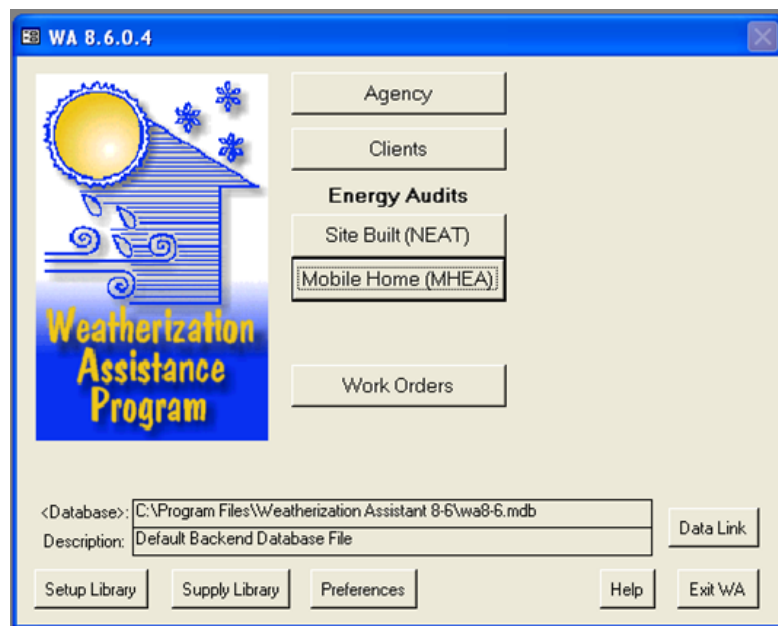 WA 8.6.0.4
Weatherization
Assistance
Program
Agency
Clients
Energy Audits
Site Built (NEAT)
Mobile Home (MHEA)
Work Orders
<Database>: C:\Program Files\Weatherization Assistant 8-6\wa8-6.mdb
Description: Default Backend Database File
Data Link
Setup Library Supply Library Preferences Help Exit WA